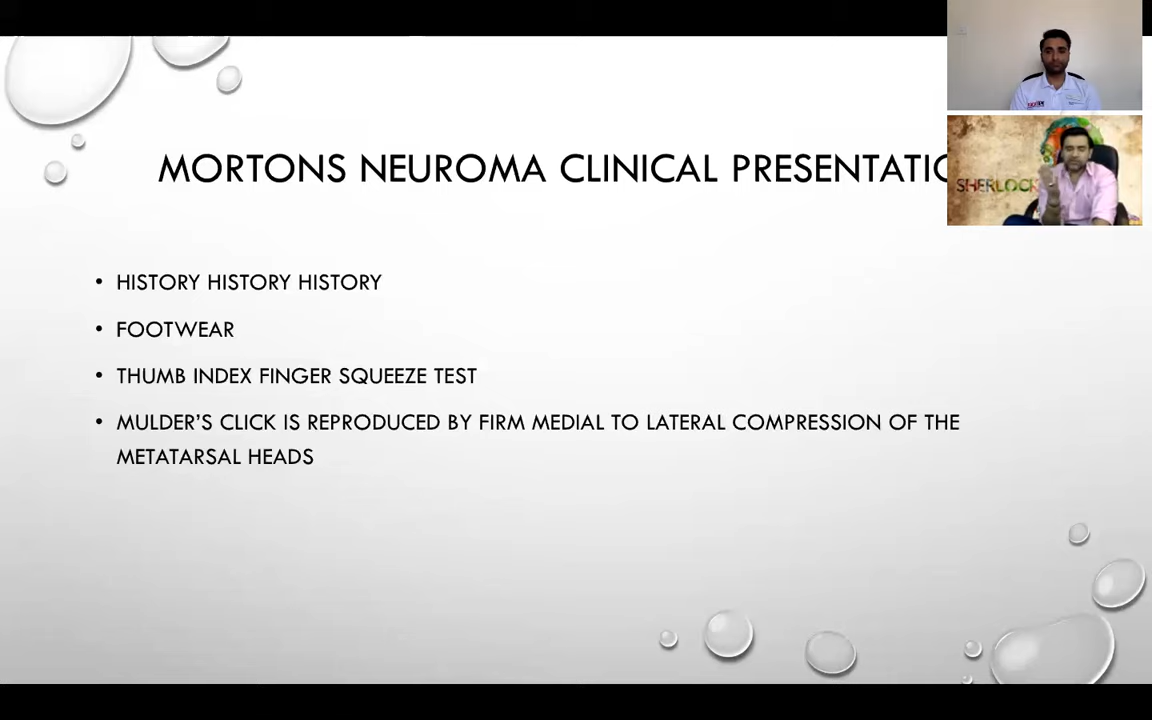 MORTONS NEUROMA CLINICAL
SHERLOCK
• HISTORY HISTORY HISTORY
• FOOTWEAR
• THUMB INDEX FINGER SQUEEZE TEST
• MULDER'S CLICK IS REPRODUCED BY FIRM MEDIAL TO LATERAL COMPRESSION OF THE
METATARSAL HEADS